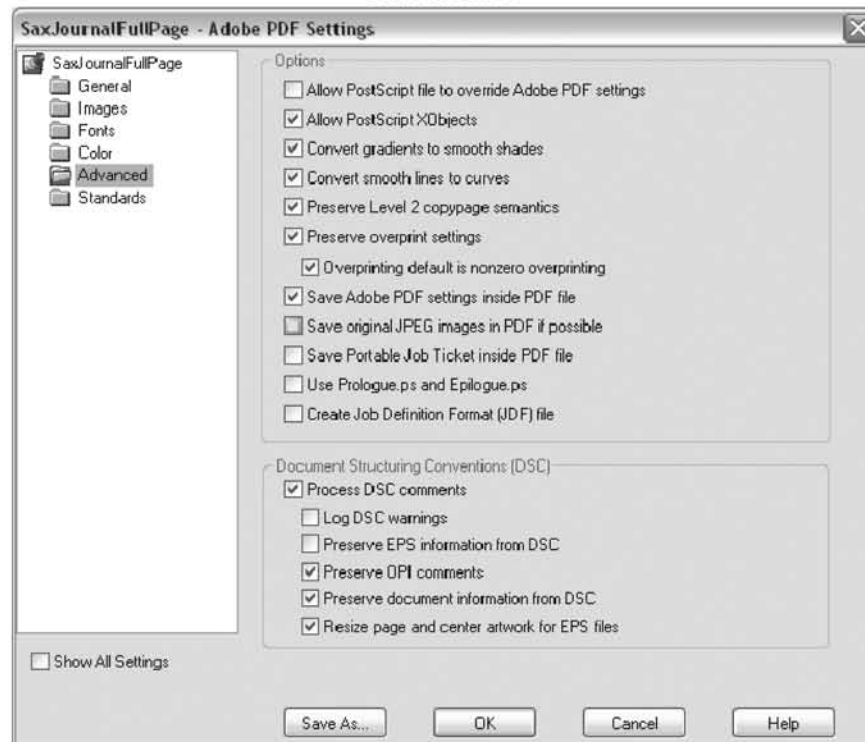 SaxJournalFullPage - Adobe PDF Settings
SaxJournalFullPage
General
Images
Fonts
Color
Advanced
Standards
Show All Settings
Options
Allow PostScript file to override Adobe PDF settings
Allow PostScript XObjects
Convert gradients to smooth shades
Convert smooth lines to curves
Preserve Level 2 copypage semantics
Preserve overprint settings
Overprinting default is nonzero overprinting
Save Adobe PDF settings inside PDF file
Save original JPEG images in PDF if possible
Save Portable Job Ticket inside PDF file
Use Prologue.ps and Epilogue.ps
Create Job Definition Format (JDF) file
Document Structuring Conventions (DSC)
Process DSC comments
Log DSC warnings
Preserve EPS information from DSC
Preserve OPI comments
Preserve document information from DSC
Resize page and center artwork for EPS files
Save As... OK Cancel Help